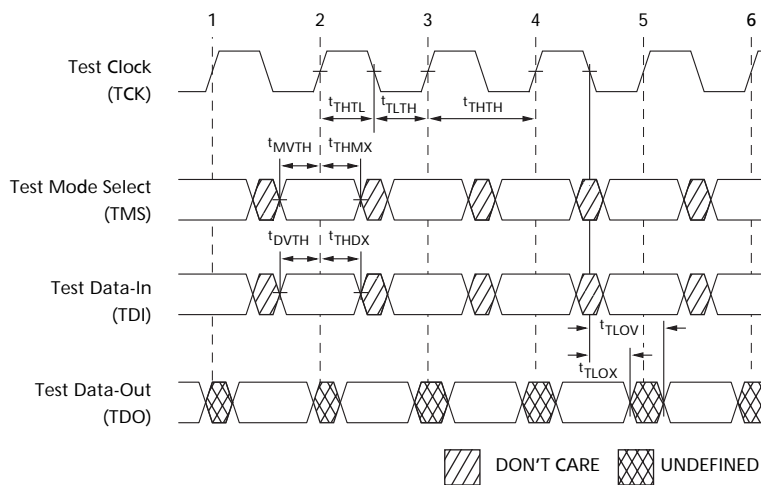 1 2 3 4 5 6
Test Clock
(TCK)
tTHTL tTLTH tTHTH
tMVTH tTHMX
Test Mode Select
(TMS)
tDVTH tTHDX
Test Data-In
(TDI)
tTLOV
tTLOX
Test Data-Out
(TDO)
DON'T CARE UNDEFINED